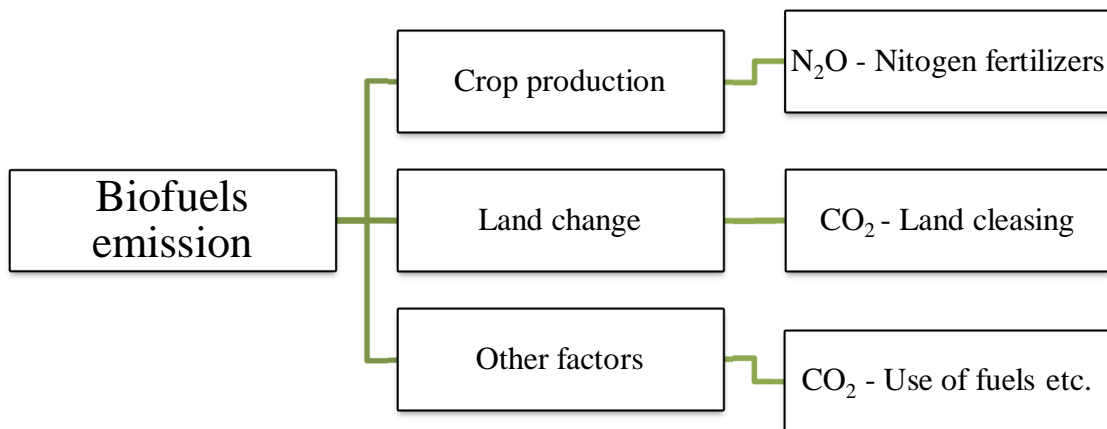 Biofuels
emission
Crop production
N₂O - Nitogen fertilizers
Land change
CO₂ - Land cleasing
Other factors
CO₂ - Use of fuels etc.